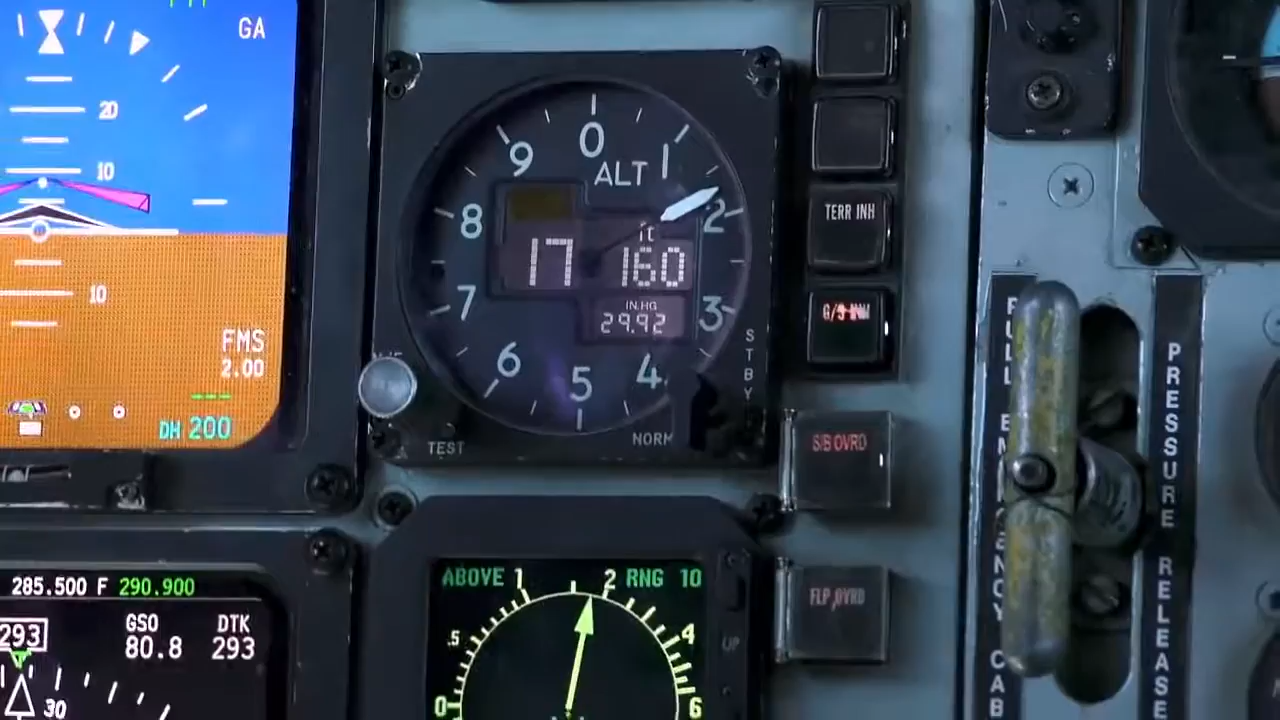 GA
20
10
10
FMS
2.00
DH 200
0
1
2
3
4
5
6
7
8
9
ALT
ft
17 160
IN.HG
29.92
STBY
NORM
TEST
TERR INH
G/S INH
S/B OVRD
FLP OVRD
PULL EMERGENCY CAB
PRESSURE RELEASE
285.500 F 290.900
293
GSO
80.8
DTK
293
30
ABOVE
RNG 10
0
.5
1
2
4
6
UP